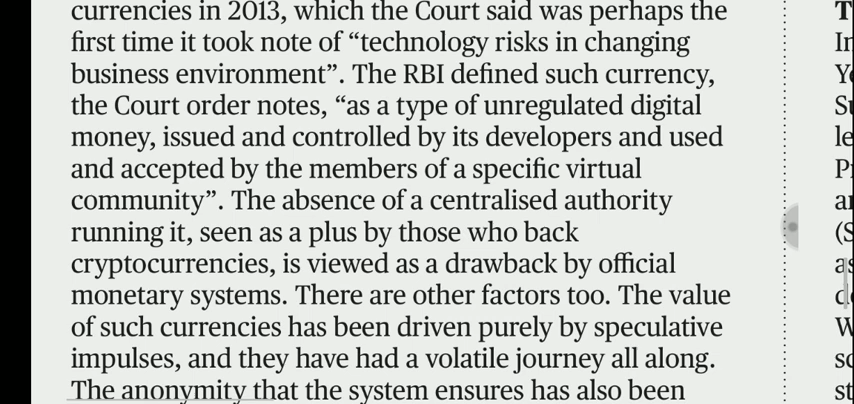 currencies in 2013, which the Court said was perhaps the
first time it took note of “technology risks in changing
business environment”. The RBI defined such currency,
the Court order notes, “as a type of unregulated digital
money, issued and controlled by its developers and used
and accepted by the members of a specific virtual
community”. The absence of a centralised authority
running it, seen as a plus by those who back
cryptocurrencies, is viewed as a drawback by official
monetary systems. There are other factors too. The value
of such currencies has been driven purely by speculative
impulses, and they have had a volatile journey all along.
The anonymity that the system ensures has also been